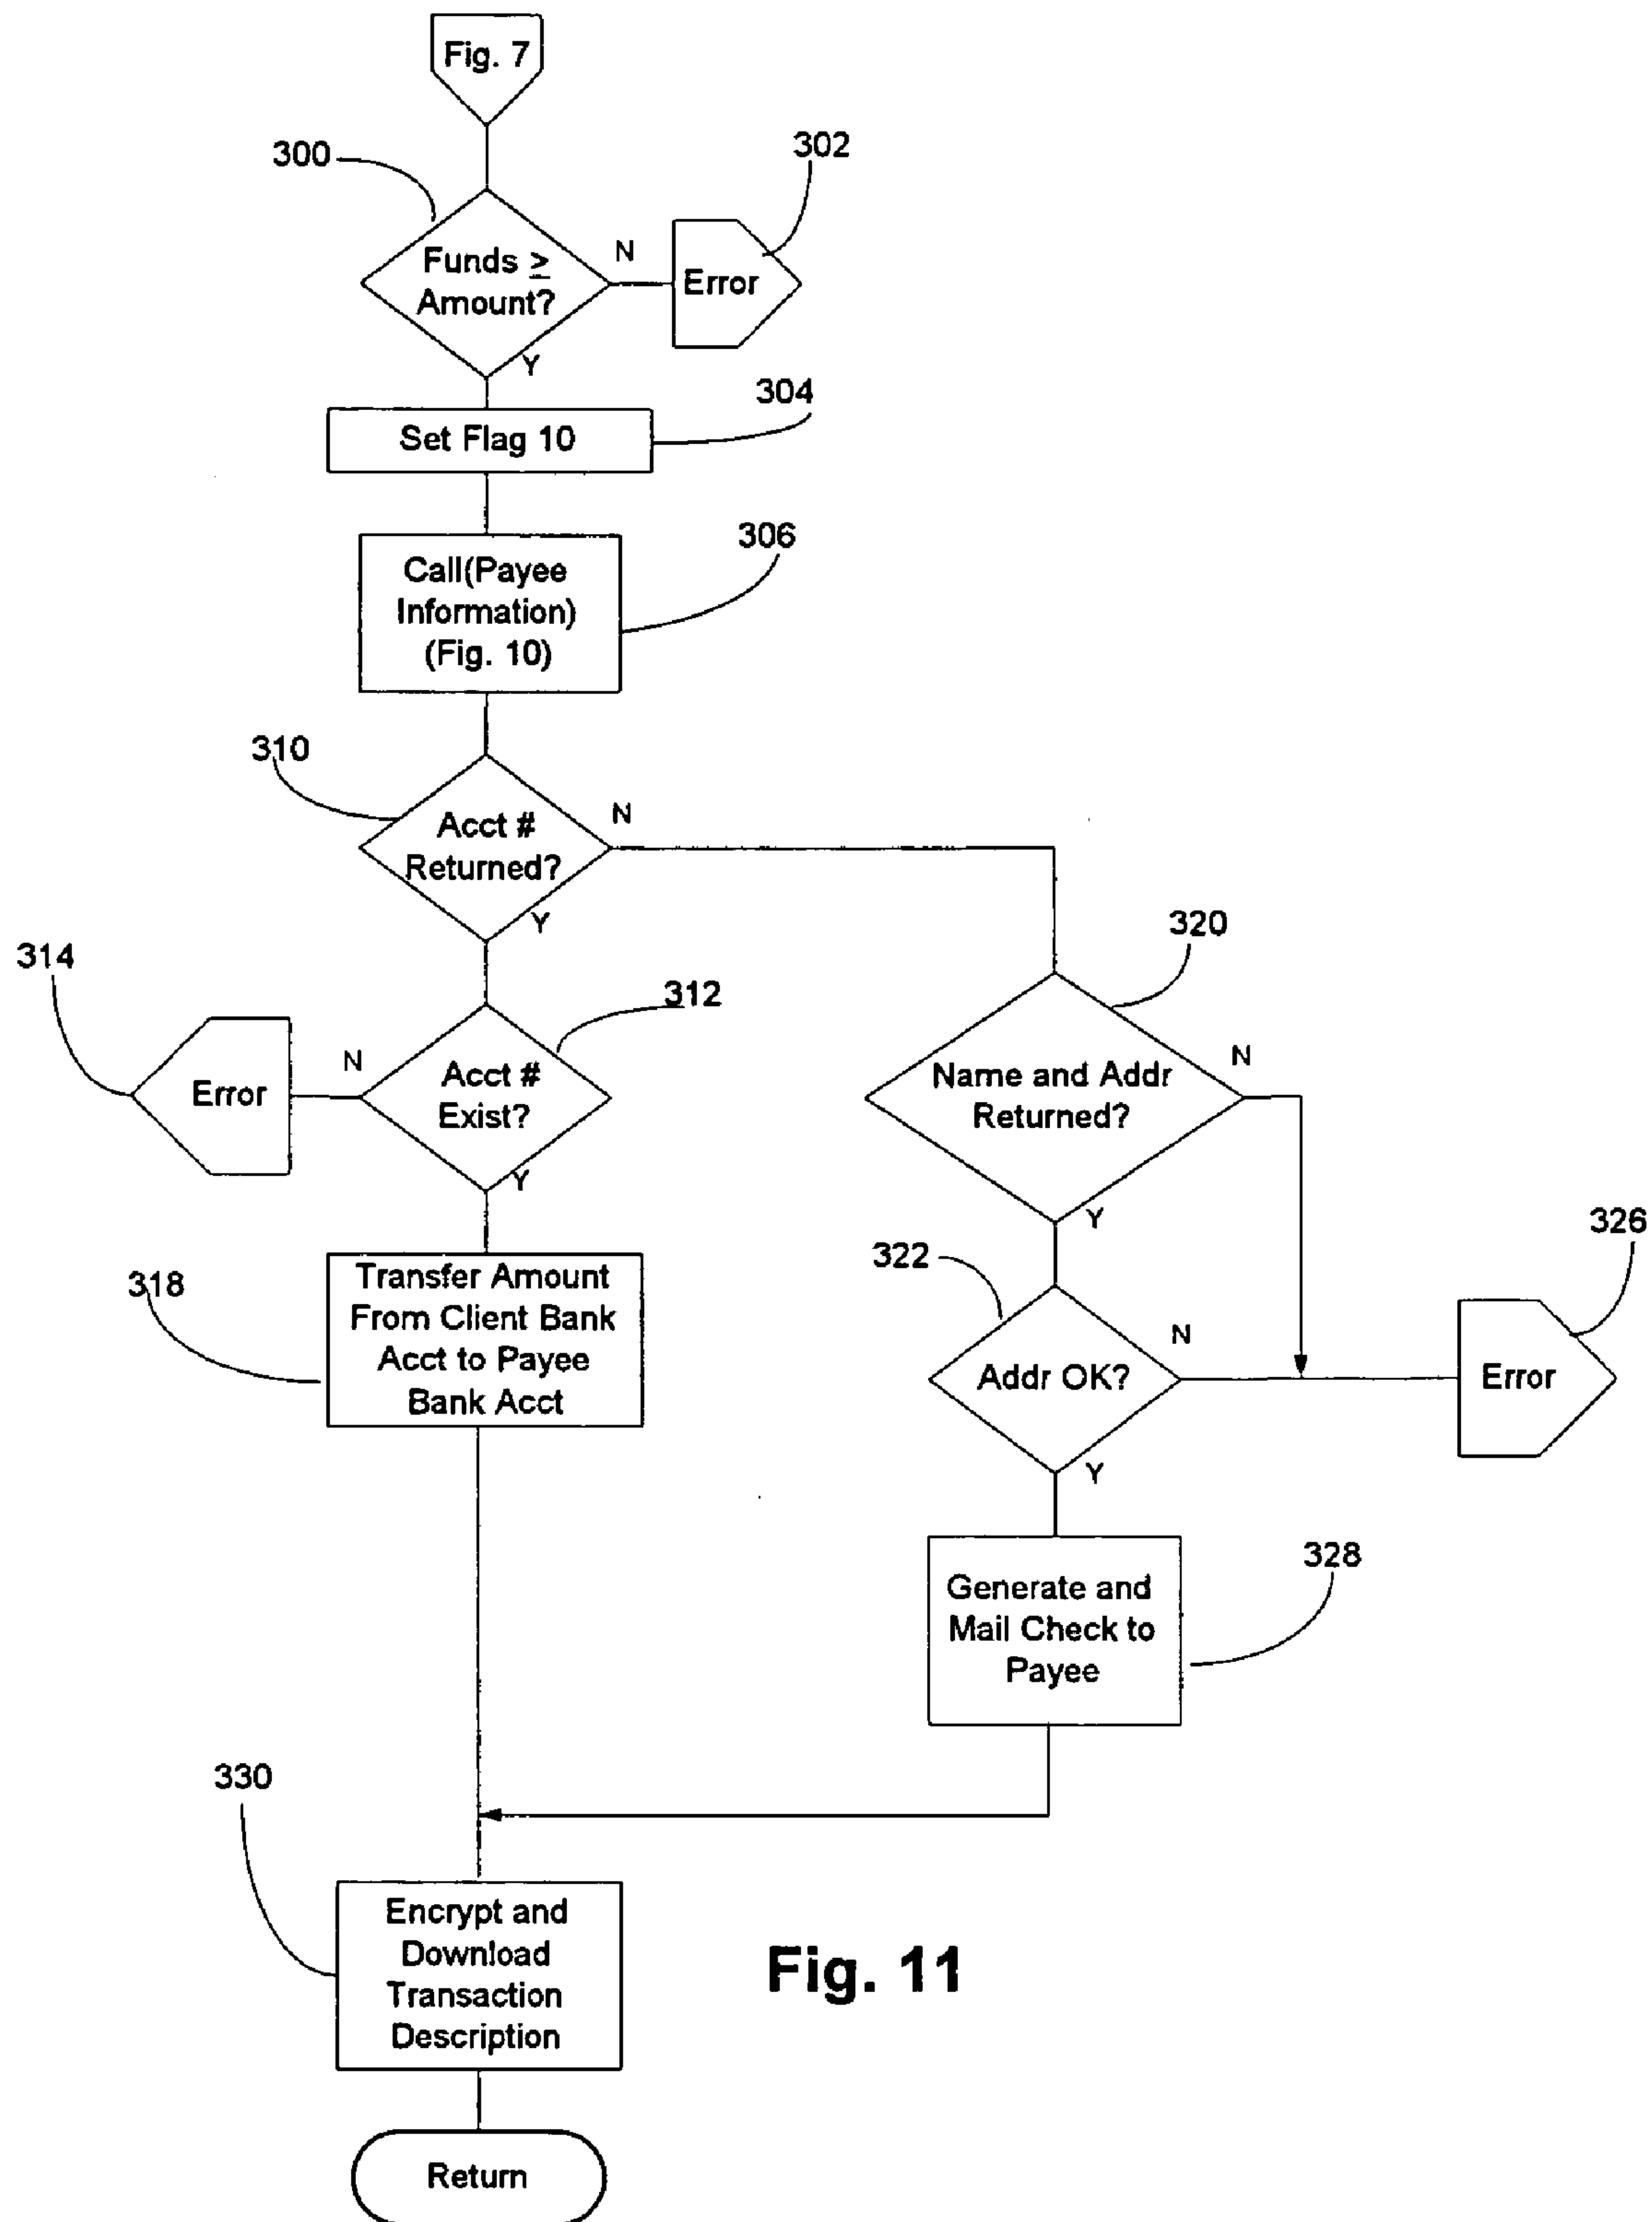 Fig. 7
300
302
Funds ≥
Amount?
N
Error
Y
304
Set Flag 10
306
Call(Payee
Information)
(Fig. 10)
310
Acct #
Returned?
N
Y
320
314
312
Error
N
Acct #
Exist?
Y
Name and Addr
Returned?
N
Y
326
322
318
Transfer Amount
From Client Bank
Acct to Payee
Bank Acct
Addr OK?
N
Error
Y
328
Generate and
Mail Check to
Payee
330
Encrypt and
Download
Transaction
Description
Fig. 11
Return